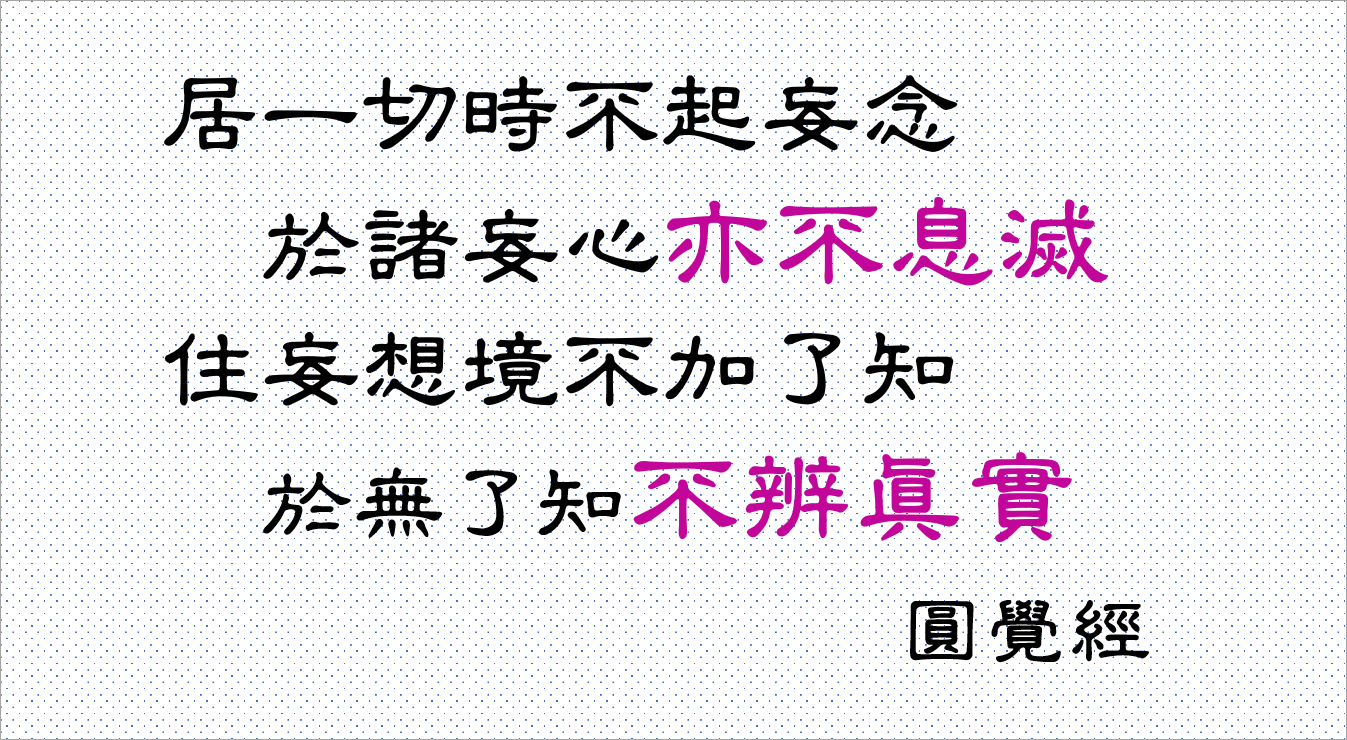 居一切時不起妄念
於諸妄心亦不息滅
住妄想境不加了知
於無了知不辨真實
圓覺經